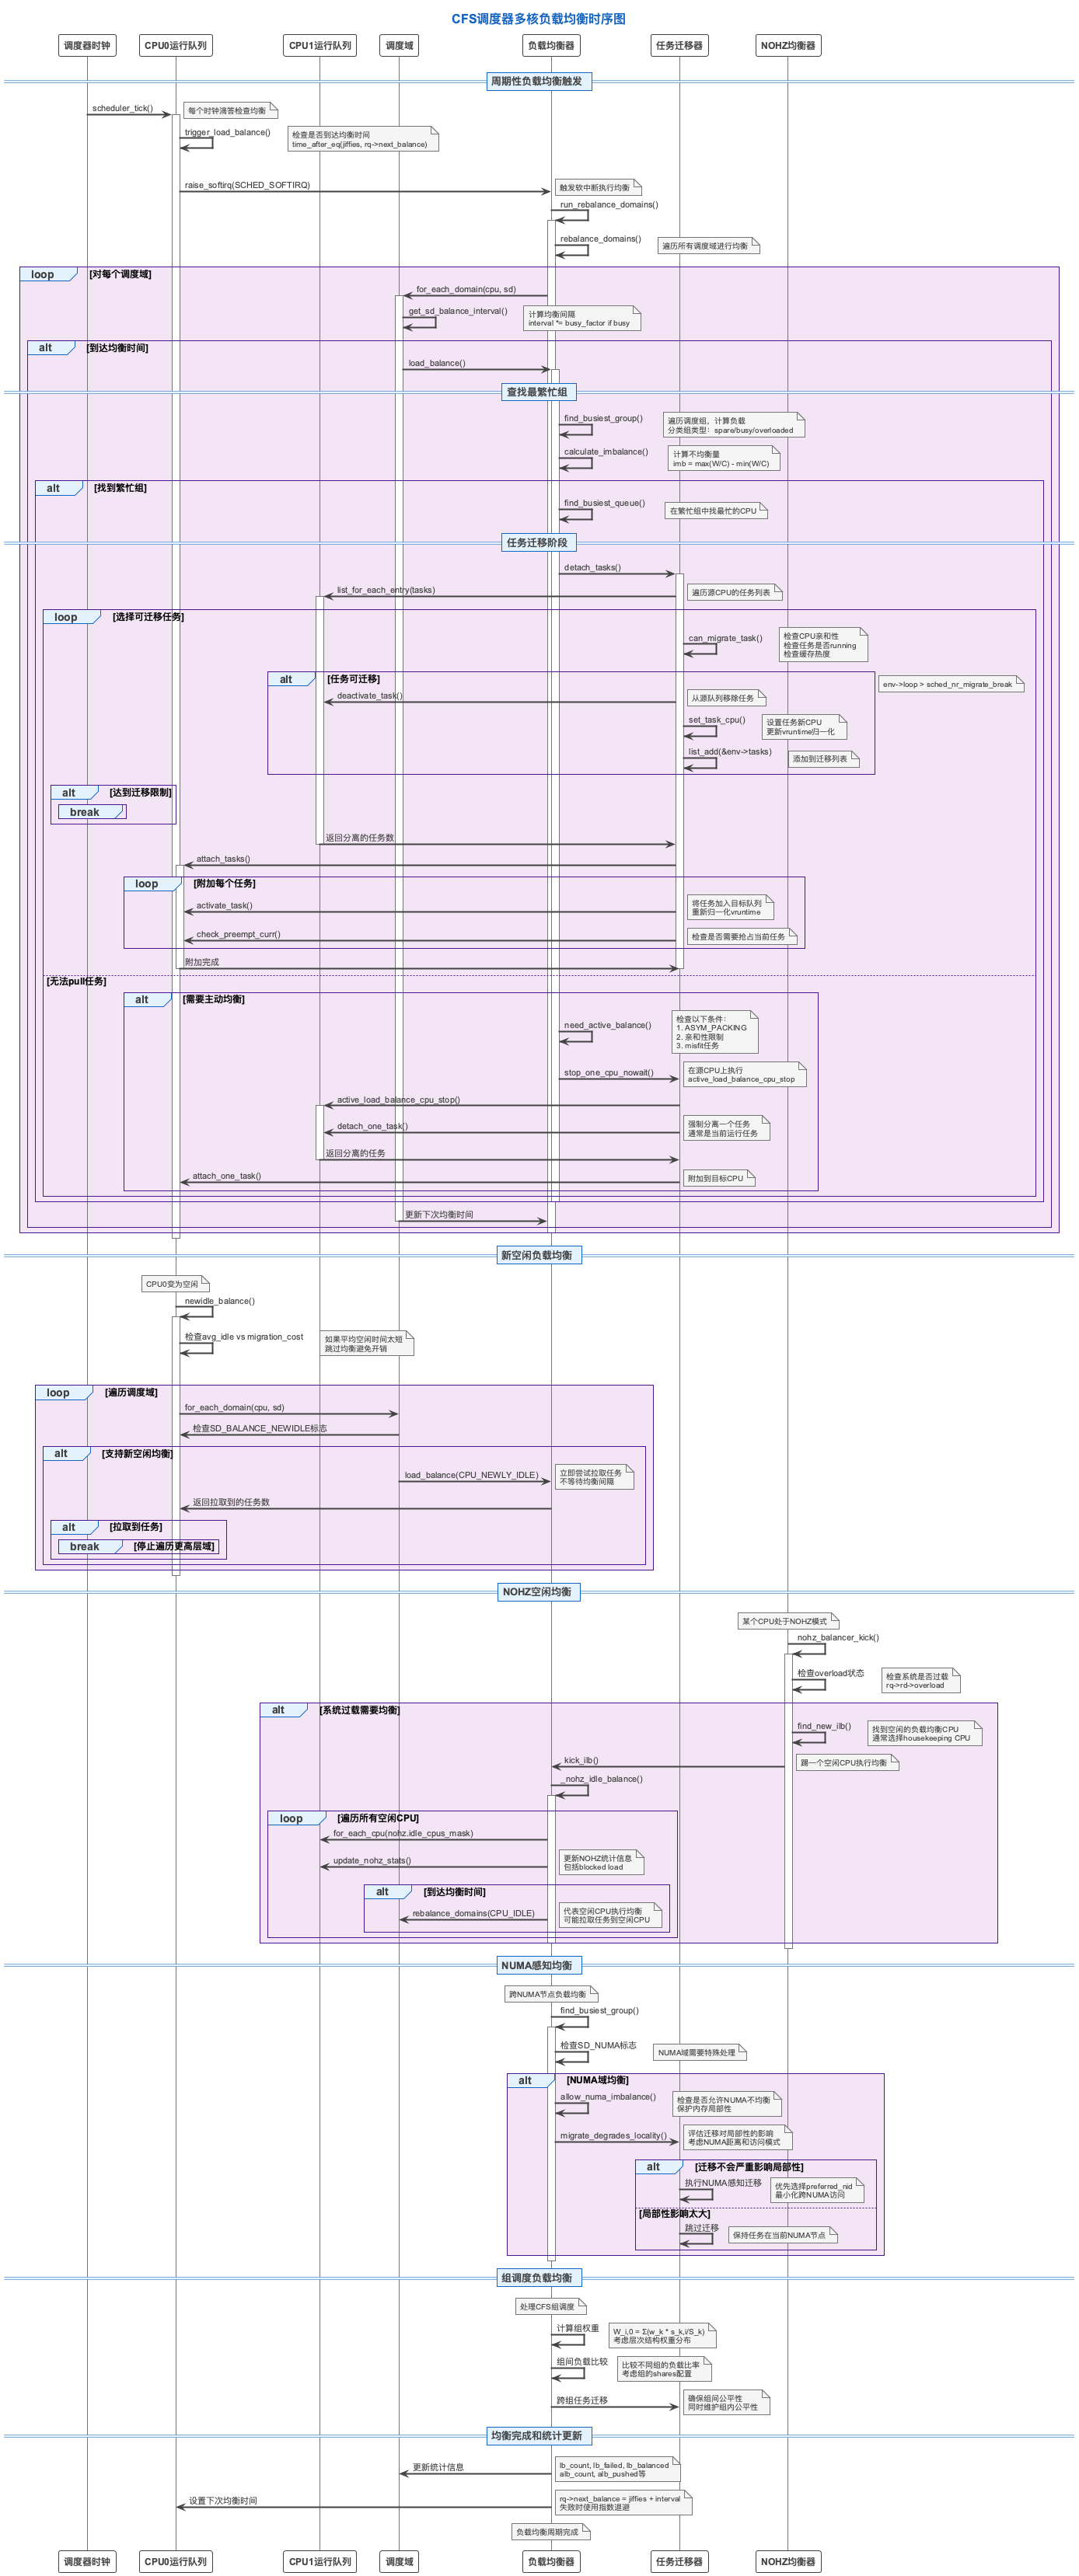 CFS调度器多核负载均衡时序图
调度器时钟
CPU0运行队列
CPU1运行队列
调度域
负载均衡器
任务迁移器
NOHZ均衡器
周期性负载均衡触发
scheduler_tick()
每个时钟滴答检查均衡
trigger_load_balance()
检查是否到达均衡时间
time_after_eq(jiffies, rq->next_balance)
raise_softirq(SCHED_SOFTIRQ)
触发软中断执行均衡
run_rebalance_domains()
rebalance_domains()
遍历所有调度域进行均衡
loop
[对每个调度域]
for_each_domain(cpu, sd)
get_sd_balance_interval()
计算均衡间隔
interval *= busy_factor if busy
alt
[到达均衡时间]
load_balance()
查找最繁忙组
find_busiest_group()
遍历调度组，计算负载
分类组类型：spare/busy/overloaded
calculate_imbalance()
计算不均衡量
imb = max(W/C) - min(W/C)
alt
[找到繁忙组]
find_busiest_queue()
在繁忙组中找最忙的CPU
任务迁移阶段
detach_tasks()
list_for_each_entry(tasks)
遍历源CPU的任务列表
loop
[选择可迁移任务]
can_migrate_task()
检查CPU亲和性
检查任务是否running
检查缓存热度
alt
[任务可迁移]
env->loop > sched_nr_migrate_break
deactivate_task()
从源队列移除任务
set_task_cpu()
设置任务新CPU
更新vruntime归一化
list_add(&env->tasks)
添加到迁移列表
alt
[达到迁移限制]
break
返回分离的任务数
attach_tasks()
loop
[附加每个任务]
activate_task()
将任务加入目标队列
重新归一化vruntime
check_preempt_curr()
检查是否需要抢占当前任务
附加完成
[无法pull任务]
alt
[需要主动均衡]
need_active_balance()
检查以下条件：
1. ASYM_PACKING
2. 亲和性限制
3. misfit任务
stop_one_cpu_nowait()
在源CPU上执行
active_load_balance_cpu_stop
active_load_balance_cpu_stop()
detach_one_task()
强制分离一个任务
通常是当前运行任务
返回分离的任务
attach_one_task()
附加到目标CPU
更新下次均衡时间
新空闲负载均衡
CPU0变为空闲
newidle_balance()
检查avg_idle vs migration_cost
如果平均空闲时间太短
跳过均衡避免开销
loop
[遍历调度域]
for_each_domain(cpu, sd)
检查SD_BALANCE_NEWIDLE标志
alt
[支持新空闲均衡]
load_balance(CPU_NEWLY_IDLE)
立即尝试拉取任务
不等待均衡间隔
返回拉取到的任务数
alt
[拉取到任务]
break
[停止遍历更高层域]
NOHZ空闲均衡
某个CPU处于NOHZ模式
nohz_balancer_kick()
检查overload状态
检查系统是否过载
rq->rd->overload
alt
[系统过载需要均衡]
find_new_ilb()
找到空闲的负载均衡CPU
通常选择housekeeping CPU
kick_ilb()
踢一个空闲CPU执行均衡
_nohz_idle_balance()
loop
[遍历所有空闲CPU]
for_each_cpu(nohz.idle_cpus_mask)
update_nohz_stats()
更新NOHZ统计信息
包括blocked load
alt
[到达均衡时间]
rebalance_domains(CPU_IDLE)
代表空闲CPU执行均衡
可能拉取任务到空闲CPU
NUMA感知均衡
跨NUMA节点负载均衡
find_busiest_group()
检查SD_NUMA标志
NUMA域需要特殊处理
alt
[NUMA域均衡]
allow_numa_imbalance()
检查是否允许NUMA不均衡
保护内存局部性
migrate_degrades_locality()
评估迁移对局部性的影响
考虑NUMA距离和访问模式
alt
[迁移不会严重影响局部性]
执行NUMA感知迁移
优先选择preferred_nid
最小化跨NUMA访问
[局部性影响太大]
跳过迁移
保持任务在当前NUMA节点
组调度负载均衡
处理CFS组调度
计算组权重
W_i,0 = Σ(w_k * s_k,i/S_k)
考虑层次结构权重分布
组间负载比较
比较不同组的负载比率
考虑组的shares配置
跨组任务迁移
确保组间公平性
同时维护组内公平性
均衡完成和统计更新
更新统计信息
lb_count, lb_failed, lb_balanced
alb_count, alb_pushed等
设置下次均衡时间
rq->next_balance = jiffies + interval
失败时使用指数退避
负载均衡周期完成
调度器时钟
CPU0运行队列
CPU1运行队列
调度域
负载均衡器
任务迁移器
NOHZ均衡器